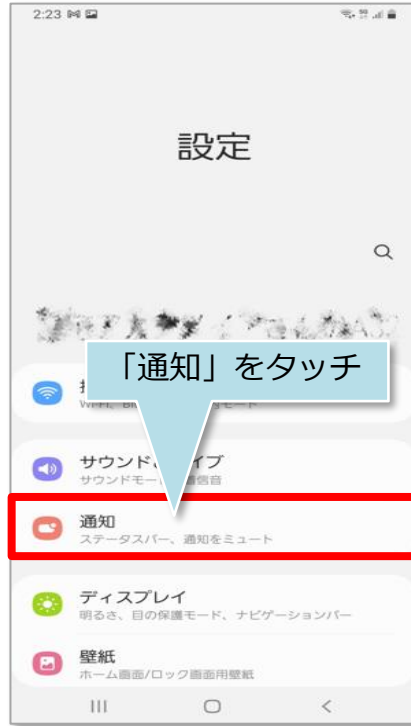 2:23
設定
「通知」をタッチ
サウンド
サウンドモード
通知
ステータスバー、通知をミュート
ディスプレイ
明るさ、目の保護モード、ナビゲーションバー
壁紙
ホーム画面/ロック画面用壁紙